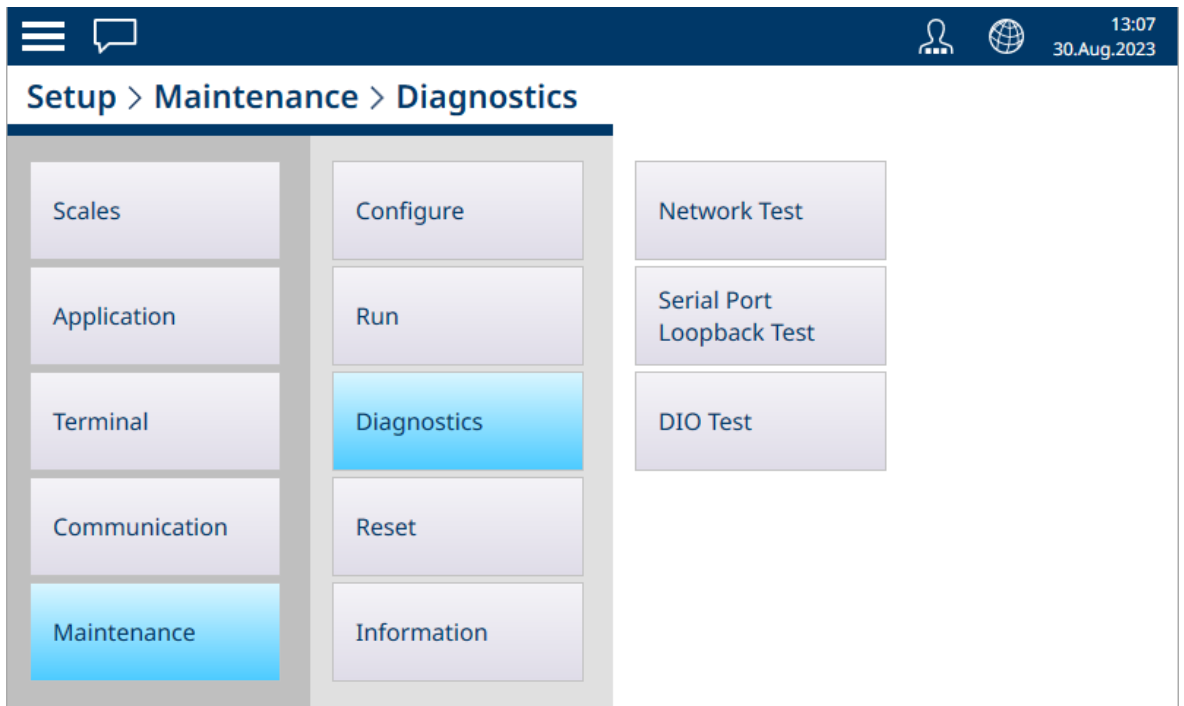 13:07
30.Aug.2023
Setup > Maintenance > Diagnostics
Scales
Application
Terminal
Communication
Maintenance
Configure
Run
Diagnostics
Reset
Information
Network Test
Serial Port
Loopback Test
DIO Test